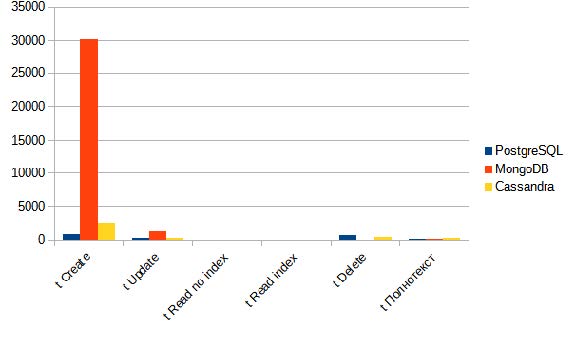 35000
30000
25000
20000
15000
10000
5000
0
t Create
t Update
t Read no index
t Read index
t Delete
t Полнотекст
PostgreSQL
MongoDB
Cassandra